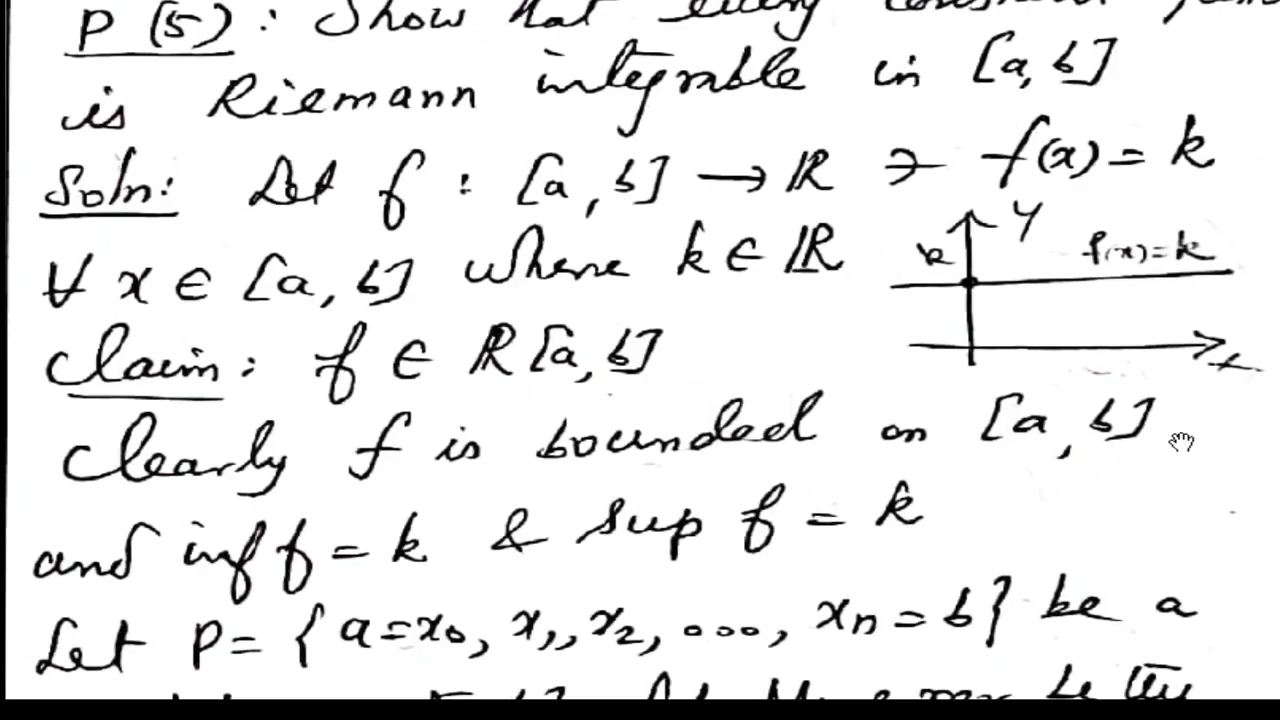 P (5): Show that every constant
is Riemann integrable in [a, b]
Soln: Let f : [a, b] → ℝ ∋ f(x) = k
∀ x ∈ [a, b] where k ∈ ℝ
Y
k
f(x) = k
x
Claim: f ∈ R[a, b]
Clearly f is bounded on [a, b]
and inf f = k & sup f = k
Let P = {a=x₀, x₁, x₂, ...., xₙ = b} be a